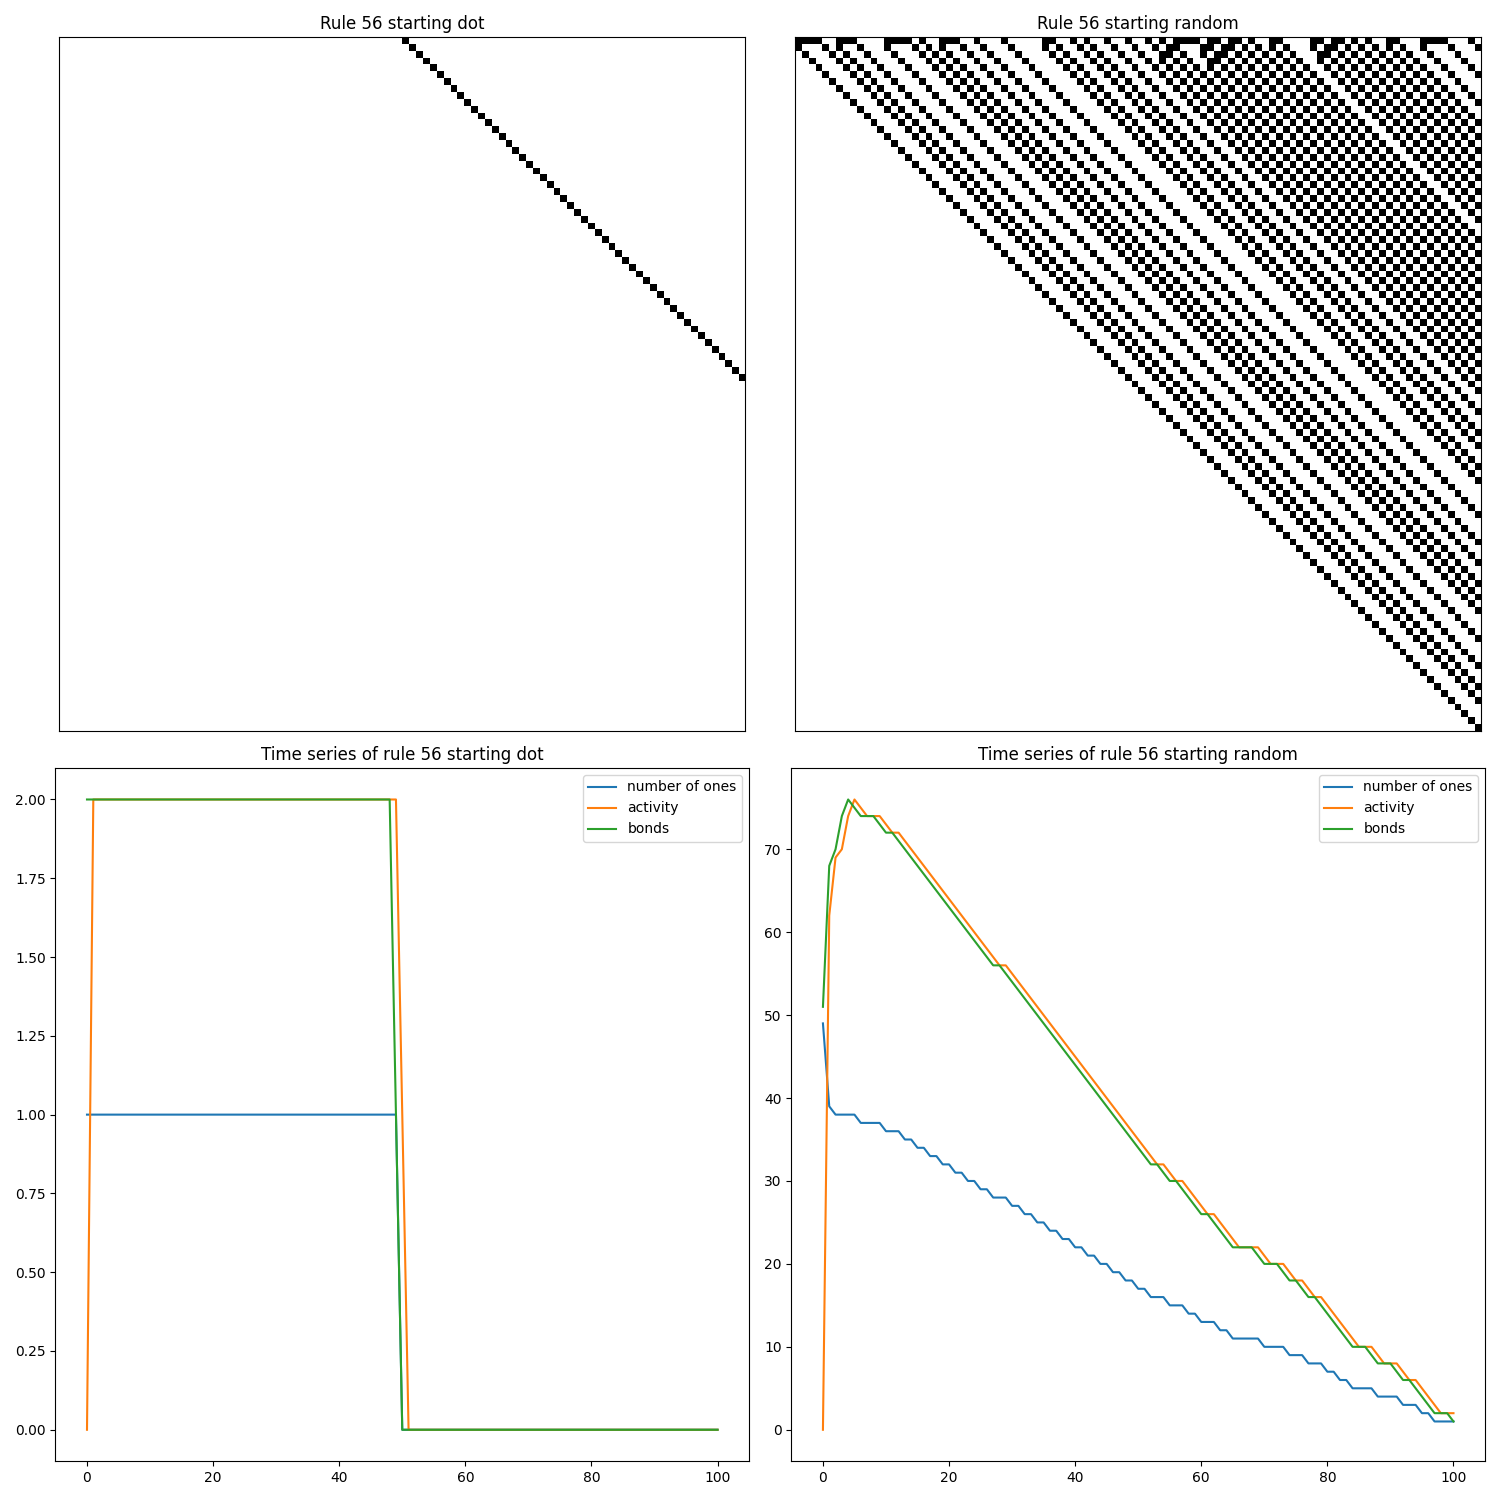 Rule 56 starting dot
Rule 56 starting random
Time series of rule 56 starting dot
2.00
1.75
1.50
1.25
1.00
0.75
0.50
0.25
0.00
number of ones
activity
bonds
0 20 40 60 80 100
Time series of rule 56 starting random
70
60
50
40
30
20
10
0
number of ones
activity
bonds
0 20 40 60 80 100